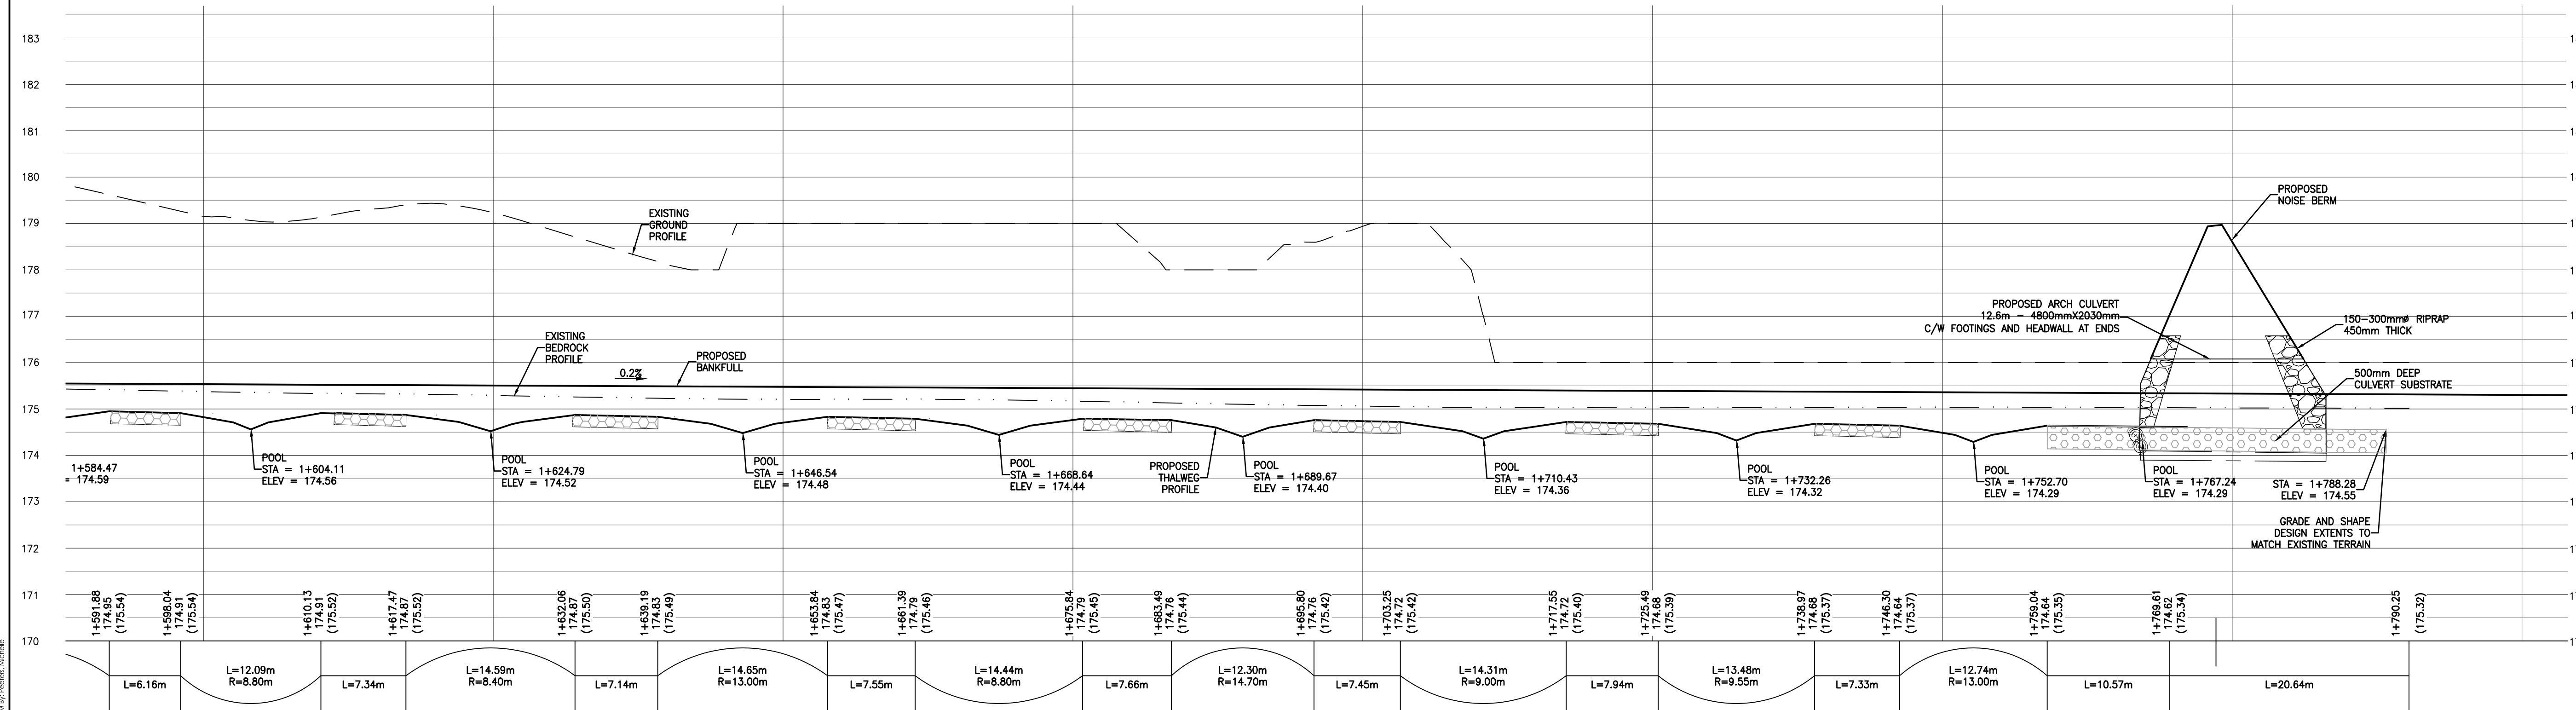 183
182
181
180
179
178
177
176
175
174
173
172
171
170
EXISTING
GROUND
PROFILE
EXISTING
BEDROCK
PROFILE
0.2%
PROPOSED
BANKFULL
PROPOSED
NOISE BERM
PROPOSED ARCH CULVERT
12.6m - 4800mmX2030mm
C/W FOOTINGS AND HEADWALL AT ENDS
150-300mmø RIPRAP
450mm THICK
500mm DEEP
CULVERT SUBSTRATE
1+584.47
= 174.59
POOL
STA = 1+604.11
ELEV = 174.56
POOL
STA = 1+624.79
ELEV = 174.52
POOL
STA = 1+646.54
ELEV = 174.48
POOL
STA = 1+668.64
ELEV = 174.44
PROPOSED
THALWEG
PROFILE
POOL
STA = 1+689.67
ELEV = 174.40
POOL
STA = 1+710.43
ELEV = 174.36
POOL
STA = 1+732.26
ELEV = 174.32
POOL
STA = 1+752.70
ELEV = 174.29
POOL
STA = 1+767.24
ELEV = 174.29
STA = 1+788.28
ELEV = 174.55
GRADE AND SHAPE
DESIGN EXTENTS TO
MATCH EXISTING TERRAIN
1+591.88
174.95
(175.54)
1+598.04
174.91
(175.54)
1+610.13
174.91
(175.52)
1+617.47
174.87
(175.52)
1+632.06
174.87
(175.50)
1+639.19
174.83
(175.49)
1+653.84
174.83
(175.47)
1+661.39
174.79
(175.46)
1+675.84
174.79
(175.45)
1+683.49
174.76
(175.44)
1+695.80
174.76
(175.42)
1+703.25
174.72
(175.42)
1+717.55
174.72
(175.40)
1+725.49
174.68
(175.39)
1+738.97
174.68
(175.37)
1+746.30
174.64
(175.37)
1+759.04
174.64
(175.35)
1+769.61
174.62
(175.34)
1+790.25
(175.32)
L=6.16m
L=12.09m
R=8.80m
L=7.34m
L=14.59m
R=8.40m
L=7.14m
L=14.65m
R=13.00m
L=7.55m
L=14.44m
R=8.80m
L=7.66m
L=12.30m
R=14.70m
L=7.45m
L=14.31m
R=9.00m
L=7.94m
L=13.48m
R=9.55m
L=7.33m
L=12.74m
R=13.00m
L=10.57m
L=20.64m
By: Peeters, Michelle